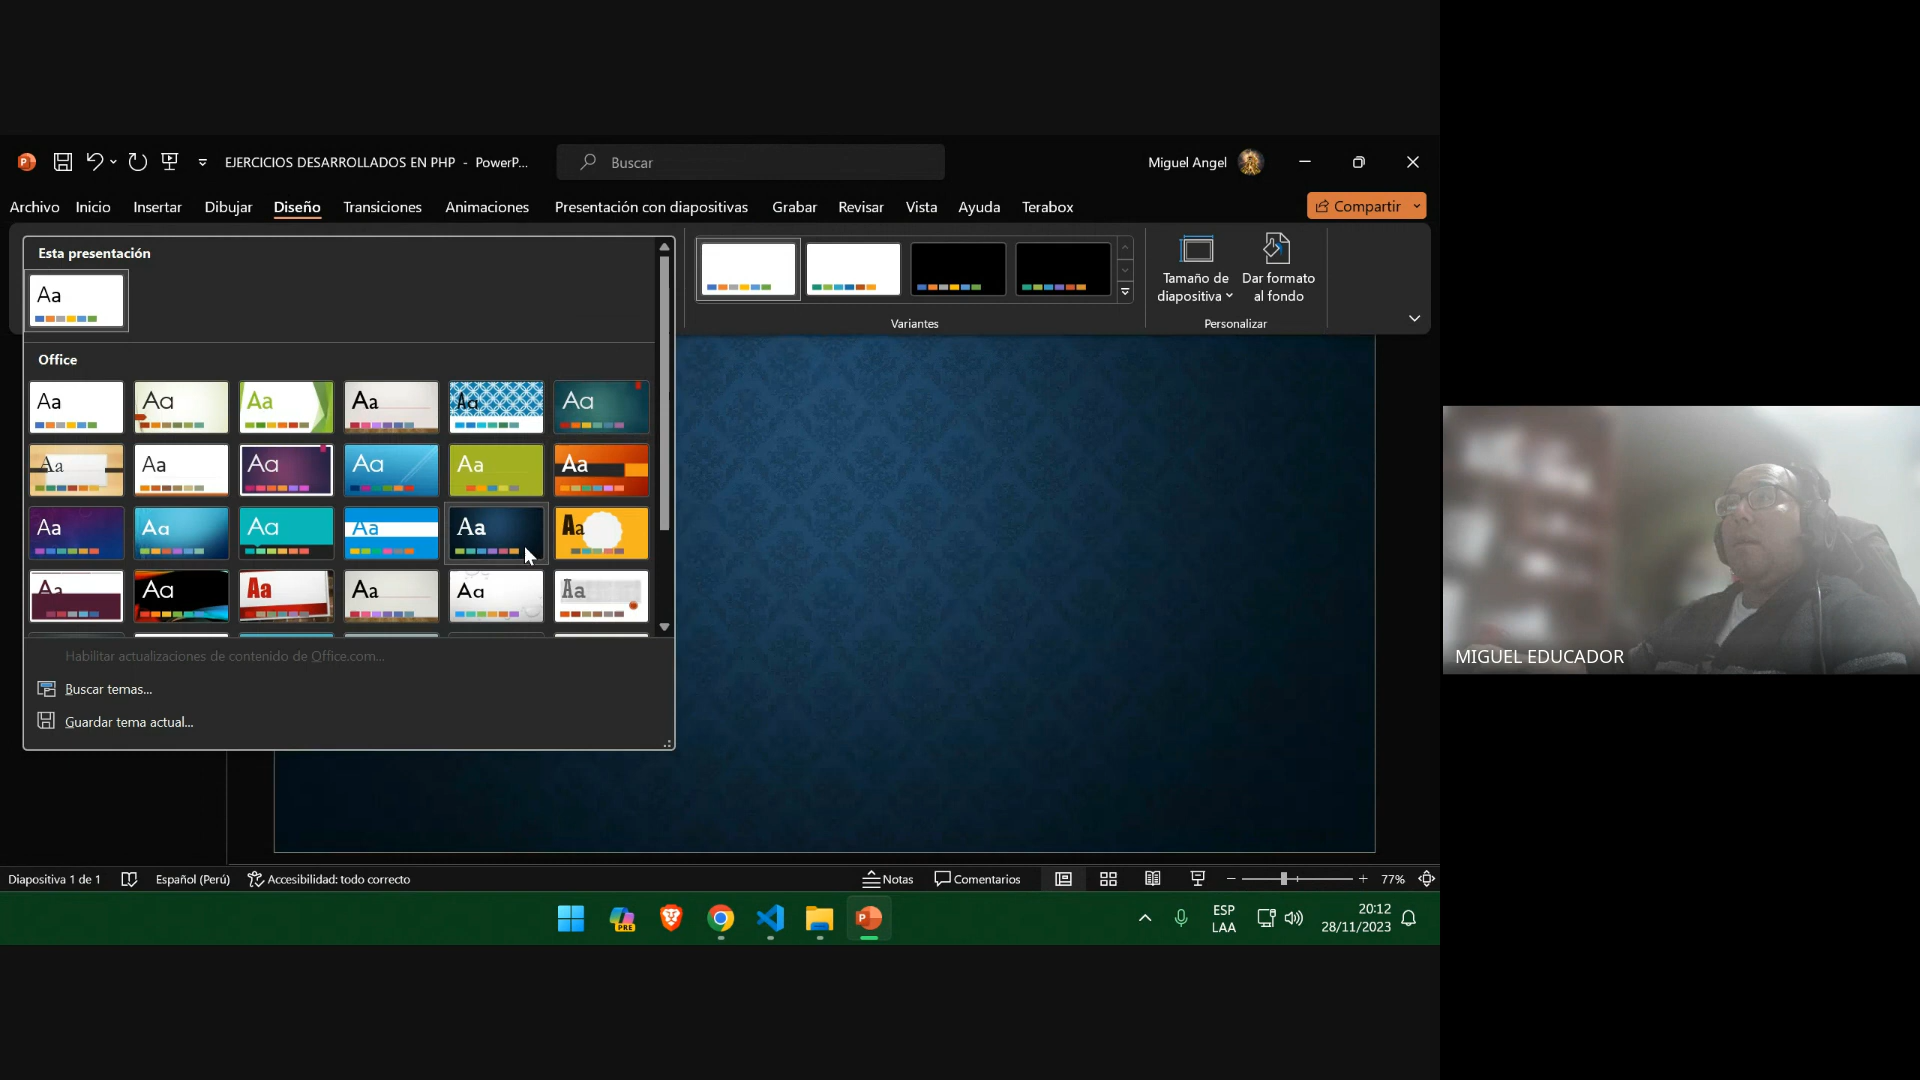 EJERCICIOS DESARROLLADOS EN PHP - PowerP...
Buscar
Miguel Angel
Archivo Inicio Insertar Dibujar Diseño Transiciones Animaciones Presentación con diapositivas Grabar Revisar Vista Ayuda Terabox
Compartir
Esta presentación
Aa
Office
Aa Aa Aa Aa Aa Aa
Aa Aa Aa Aa Aa Aa
Aa Aa Aa Aa Aa Aa
Aa Aa Aa Aa Aa Aa
Habilitar actualizaciones de contenido de Office.com...
Buscar temas...
Guardar tema actual...
Variantes
Tamaño de
diapositiva
Dar formato
al fondo
Personalizar
MIGUEL EDUCADOR
Diapositiva 1 de 1
Español (Perú)
Accesibilidad: todo correcto
Notas
Comentarios
77%
PRE
ESP
LAA
20:12
28/11/2023